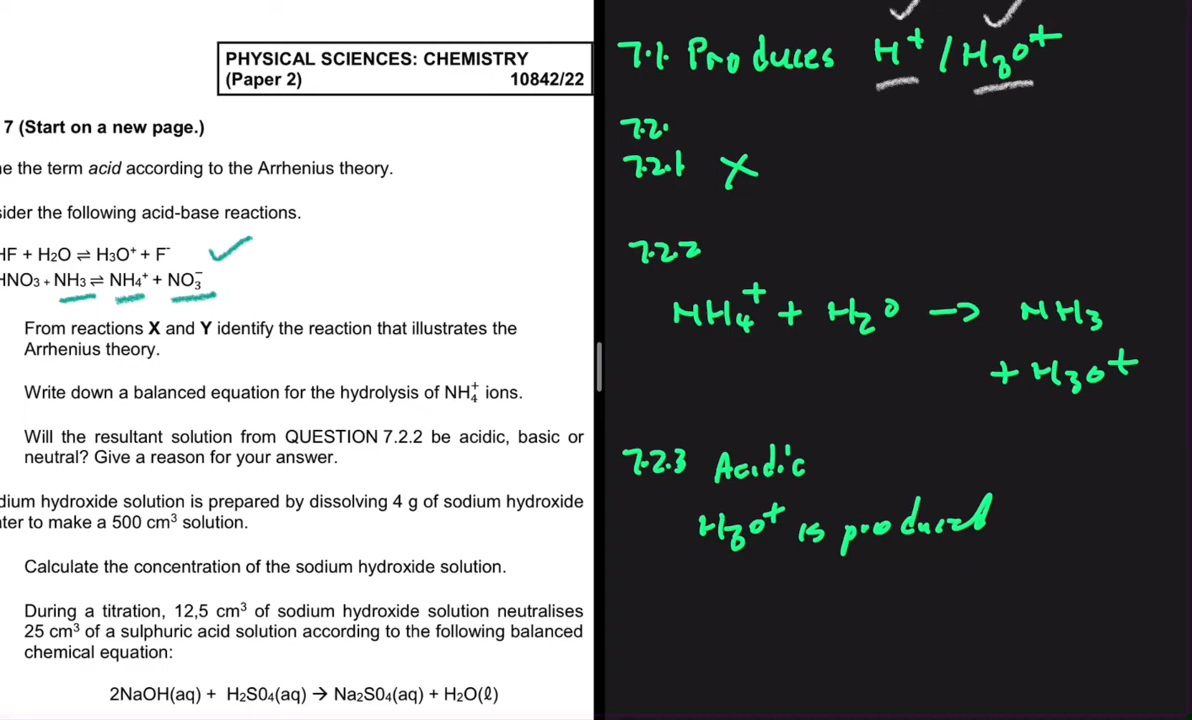 PHYSICAL SCIENCES: CHEMISTRY
(Paper 2) 10842/22
7 (Start on a new page.)
ne the term acid according to the Arrhenius theory.
sider the following acid-base reactions.
HF + H₂O ⇌ H₃O⁺ + F⁻
HNO₃ + NH₃ ⇌ NH₄⁺ + NO₃⁻
From reactions X and Y identify the reaction that illustrates the
Arrhenius theory.
Write down a balanced equation for the hydrolysis of NH₄⁺ ions.
Will the resultant solution from QUESTION 7.2.2 be acidic, basic or
neutral? Give a reason for your answer.
dium hydroxide solution is prepared by dissolving 4 g of sodium hydroxide
ater to make a 500 cm³ solution.
Calculate the concentration of the sodium hydroxide solution.
During a titration, 12,5 cm³ of sodium hydroxide solution neutralises
25 cm³ of a sulphuric acid solution according to the following balanced
chemical equation:
2NaOH(aq) + H₂S0₄(aq) → Na₂S0₄(aq) + H₂O(ℓ)
7.1. Produces H⁺ / H₃O⁺
7.2.
7.2.1 X
7.2.2
NH₄⁺ + H₂O → NH₃
+ H₃O⁺
7.2.3 Acidic
H₃O⁺ is produced